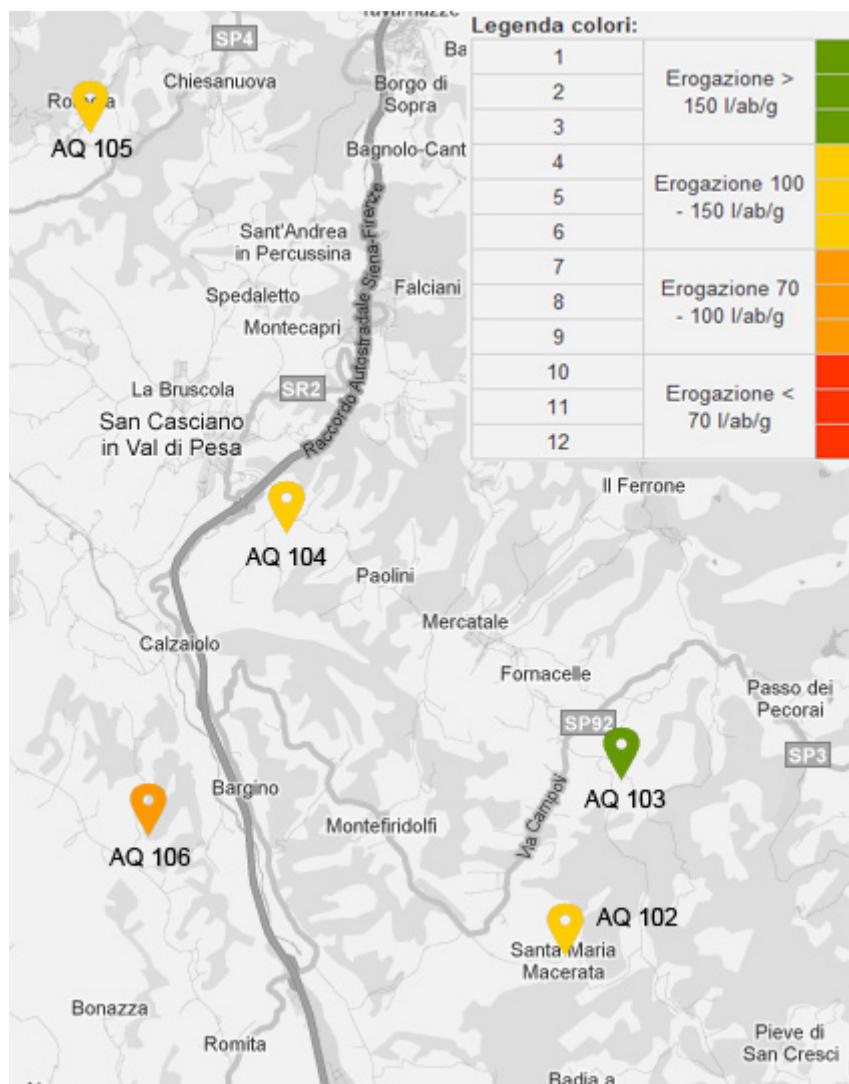 Tavarnuzze
SP4
Chiesanuova
Borgo di
Sopra
AQ 105
Bagnolo-Cant
Sant'Andrea
in Percussina
Spedaletto
Falciani
Montecapri
Raccordo Autostradale Siena-Firenze
La Bruscola
SR2
San Casciano
in Val di Pesa
Legenda colori:
1
2
3
Erogazione >
150 l/ab/g
4
5
6
Erogazione 100
- 150 l/ab/g
7
8
9
Erogazione 70
- 100 l/ab/g
10
11
12
Erogazione <
70 l/ab/g
Il Ferrone
AQ 104
Paolini
Mercatale
Calzaiolo
Fornacelle
Passo dei
Pecorai
SP92
SP3
Bargino
AQ 103
Via Campoli
Montefiridolfi
AQ 106
AQ 102
Santa Maria
Macerata
Bonazza
Romita
Pieve di
San Cresci
Badia a